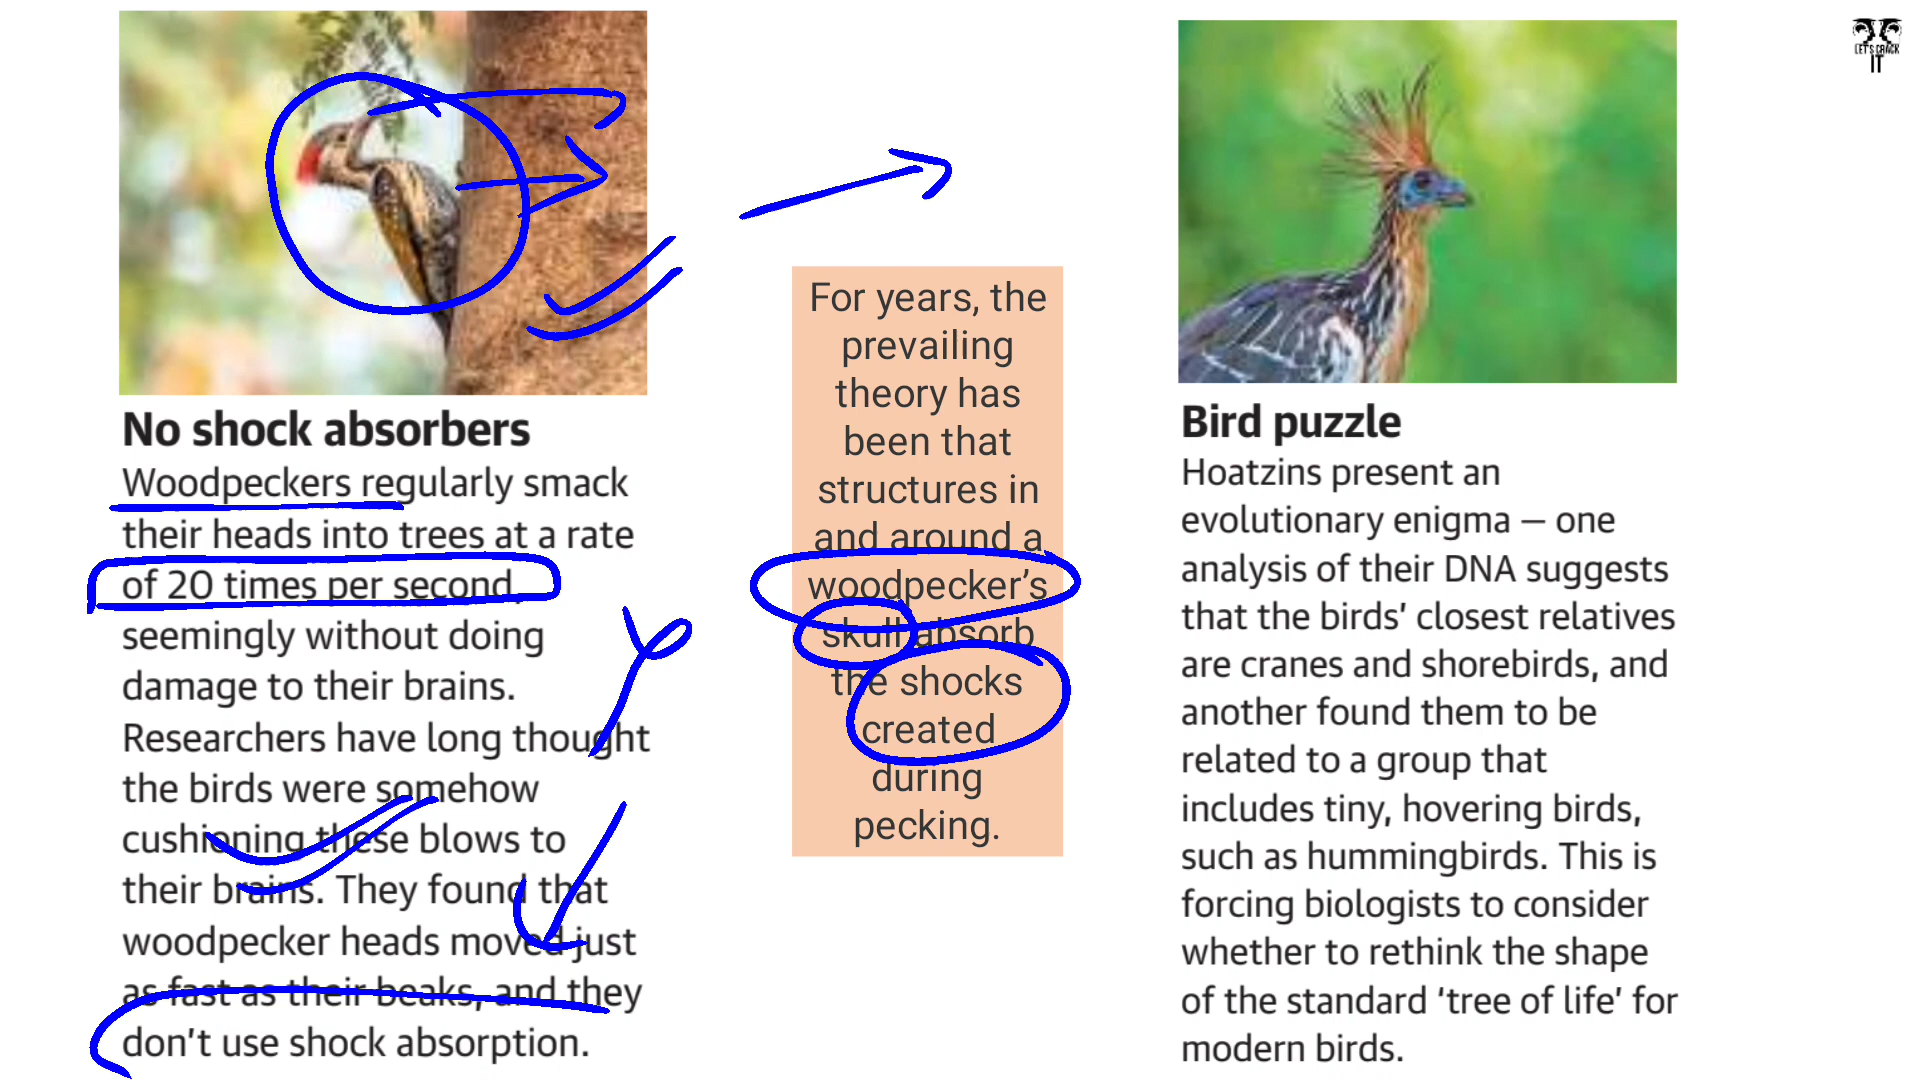 No shock absorbers
Woodpeckers regularly smack
their heads into trees at a rate
of 20 times per second,
seemingly without doing
damage to their brains.
Researchers have long thought
the birds were somehow
cushioning these blows to
their brains. They found that
woodpecker heads moved just
as fast as their beaks, and they
don't use shock absorption.
For years, the
prevailing
theory has
been that
structures in
and around a
woodpecker's
skull absorb
the shocks
created
during
pecking.
Bird puzzle
Hoatzins present an
evolutionary enigma — one
analysis of their DNA suggests
that the birds' closest relatives
are cranes and shorebirds, and
another found them to be
related to a group that
includes tiny, hovering birds,
such as hummingbirds. This is
forcing biologists to consider
whether to rethink the shape
of the standard 'tree of life' for
modern birds.
LET'S CRACK
IT